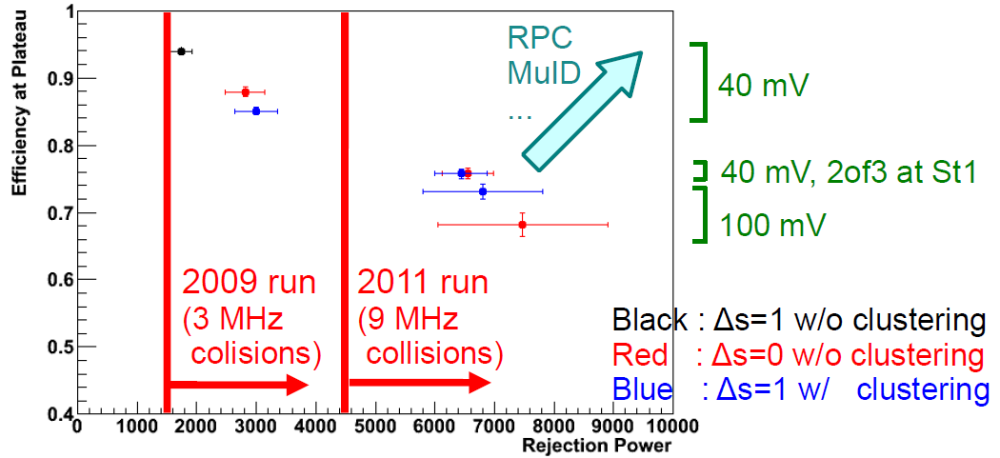 Efficiency at Plateau
1
0.9
0.8
0.7
0.6
0.5
0.4
0 1000 2000 3000 4000 5000 6000 7000 8000 9000 10000
Rejection Power
RPC
MuID
...
2009 run
(3 MHz
colisions)
2011 run
(9 MHz
collisions)
40 mV
40 mV, 2of3 at St1
100 mV
Black : Δs=1 w/o clustering
Red : Δs=0 w/o clustering
Blue : Δs=1 w/ clustering